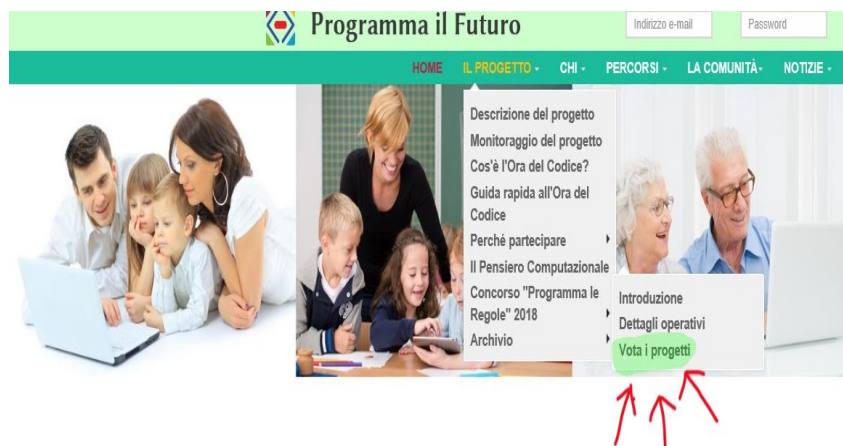 Programma il Futuro
Indirizzo e-mail
Password
HOME
IL PROGETTO
CHI
PERCORSI
LA COMUNITÀ
NOTIZIE
Descrizione del progetto
Monitoraggio del progetto
Cos'è l'Ora del Codice?
Guida rapida all'Ora del
Codice
Perché partecipare
Il Pensiero Computazionale
Concorso "Programma le
Regole" 2018
Archivio
Introduzione
Dettagli operativi
Vota i progetti